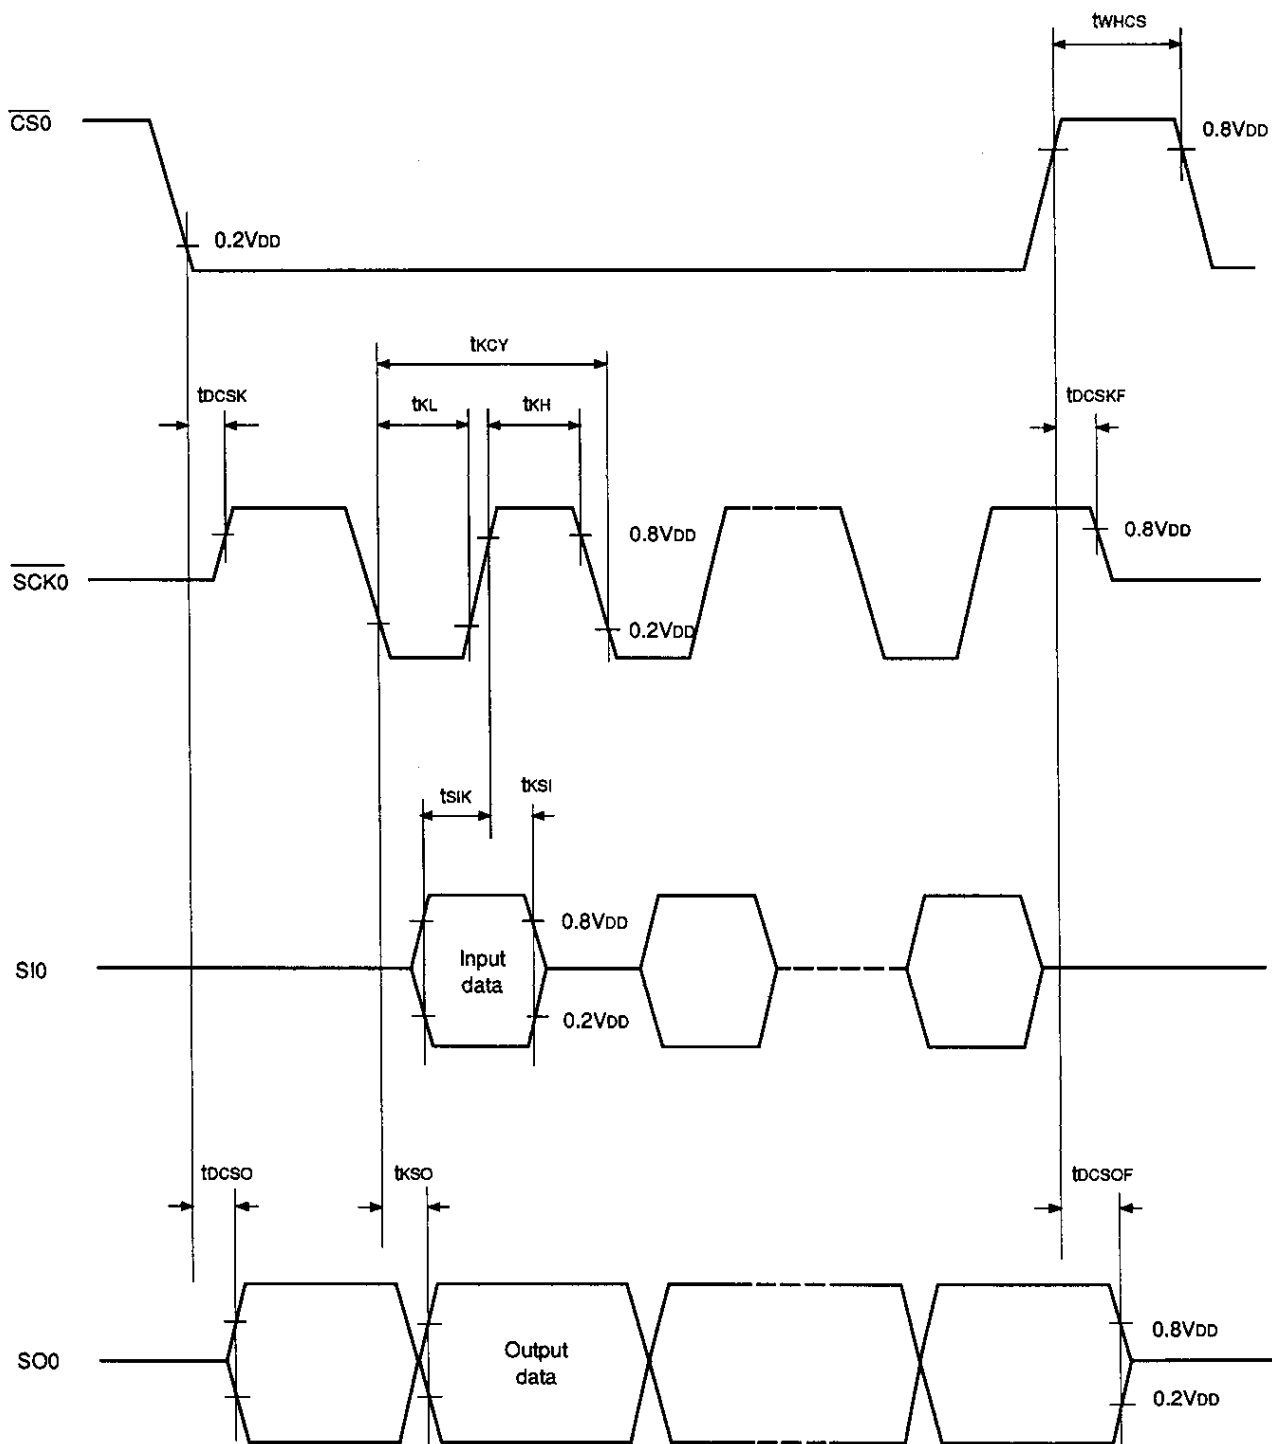 tWHCS
CS0
0.8VDD
0.2VDD
tKCY
tDCSK
tKL
tKH
tDCSKF
0.8VDD
0.8VDD
SCK0
0.2VDD
tSIK
tKSI
0.8VDD
SI0
Input
data
0.2VDD
tDCSO
tKSO
tDCSOF
0.8VDD
SO0
Output
data
0.2VDD